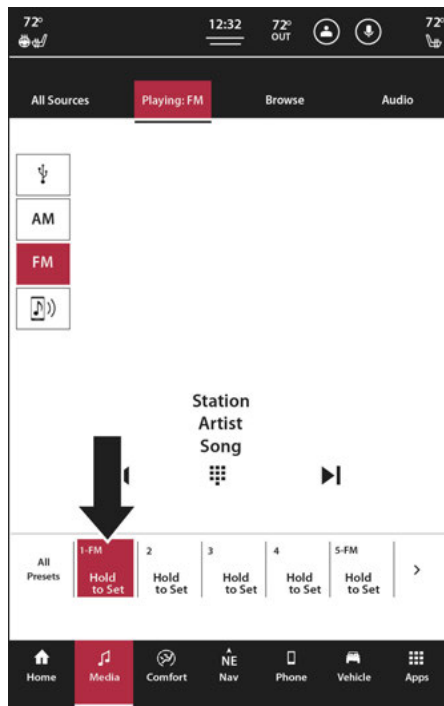 72° 12:32 72° OUT 72°
All Sources Playing: FM Browse Audio
AM
FM
Station
Artist
Song
All Presets
1-FM Hold to Set
2 Hold to Set
3 Hold to Set
4 Hold to Set
5-FM Hold to Set
NE
Home Media Comfort Nav Phone Vehicle Apps